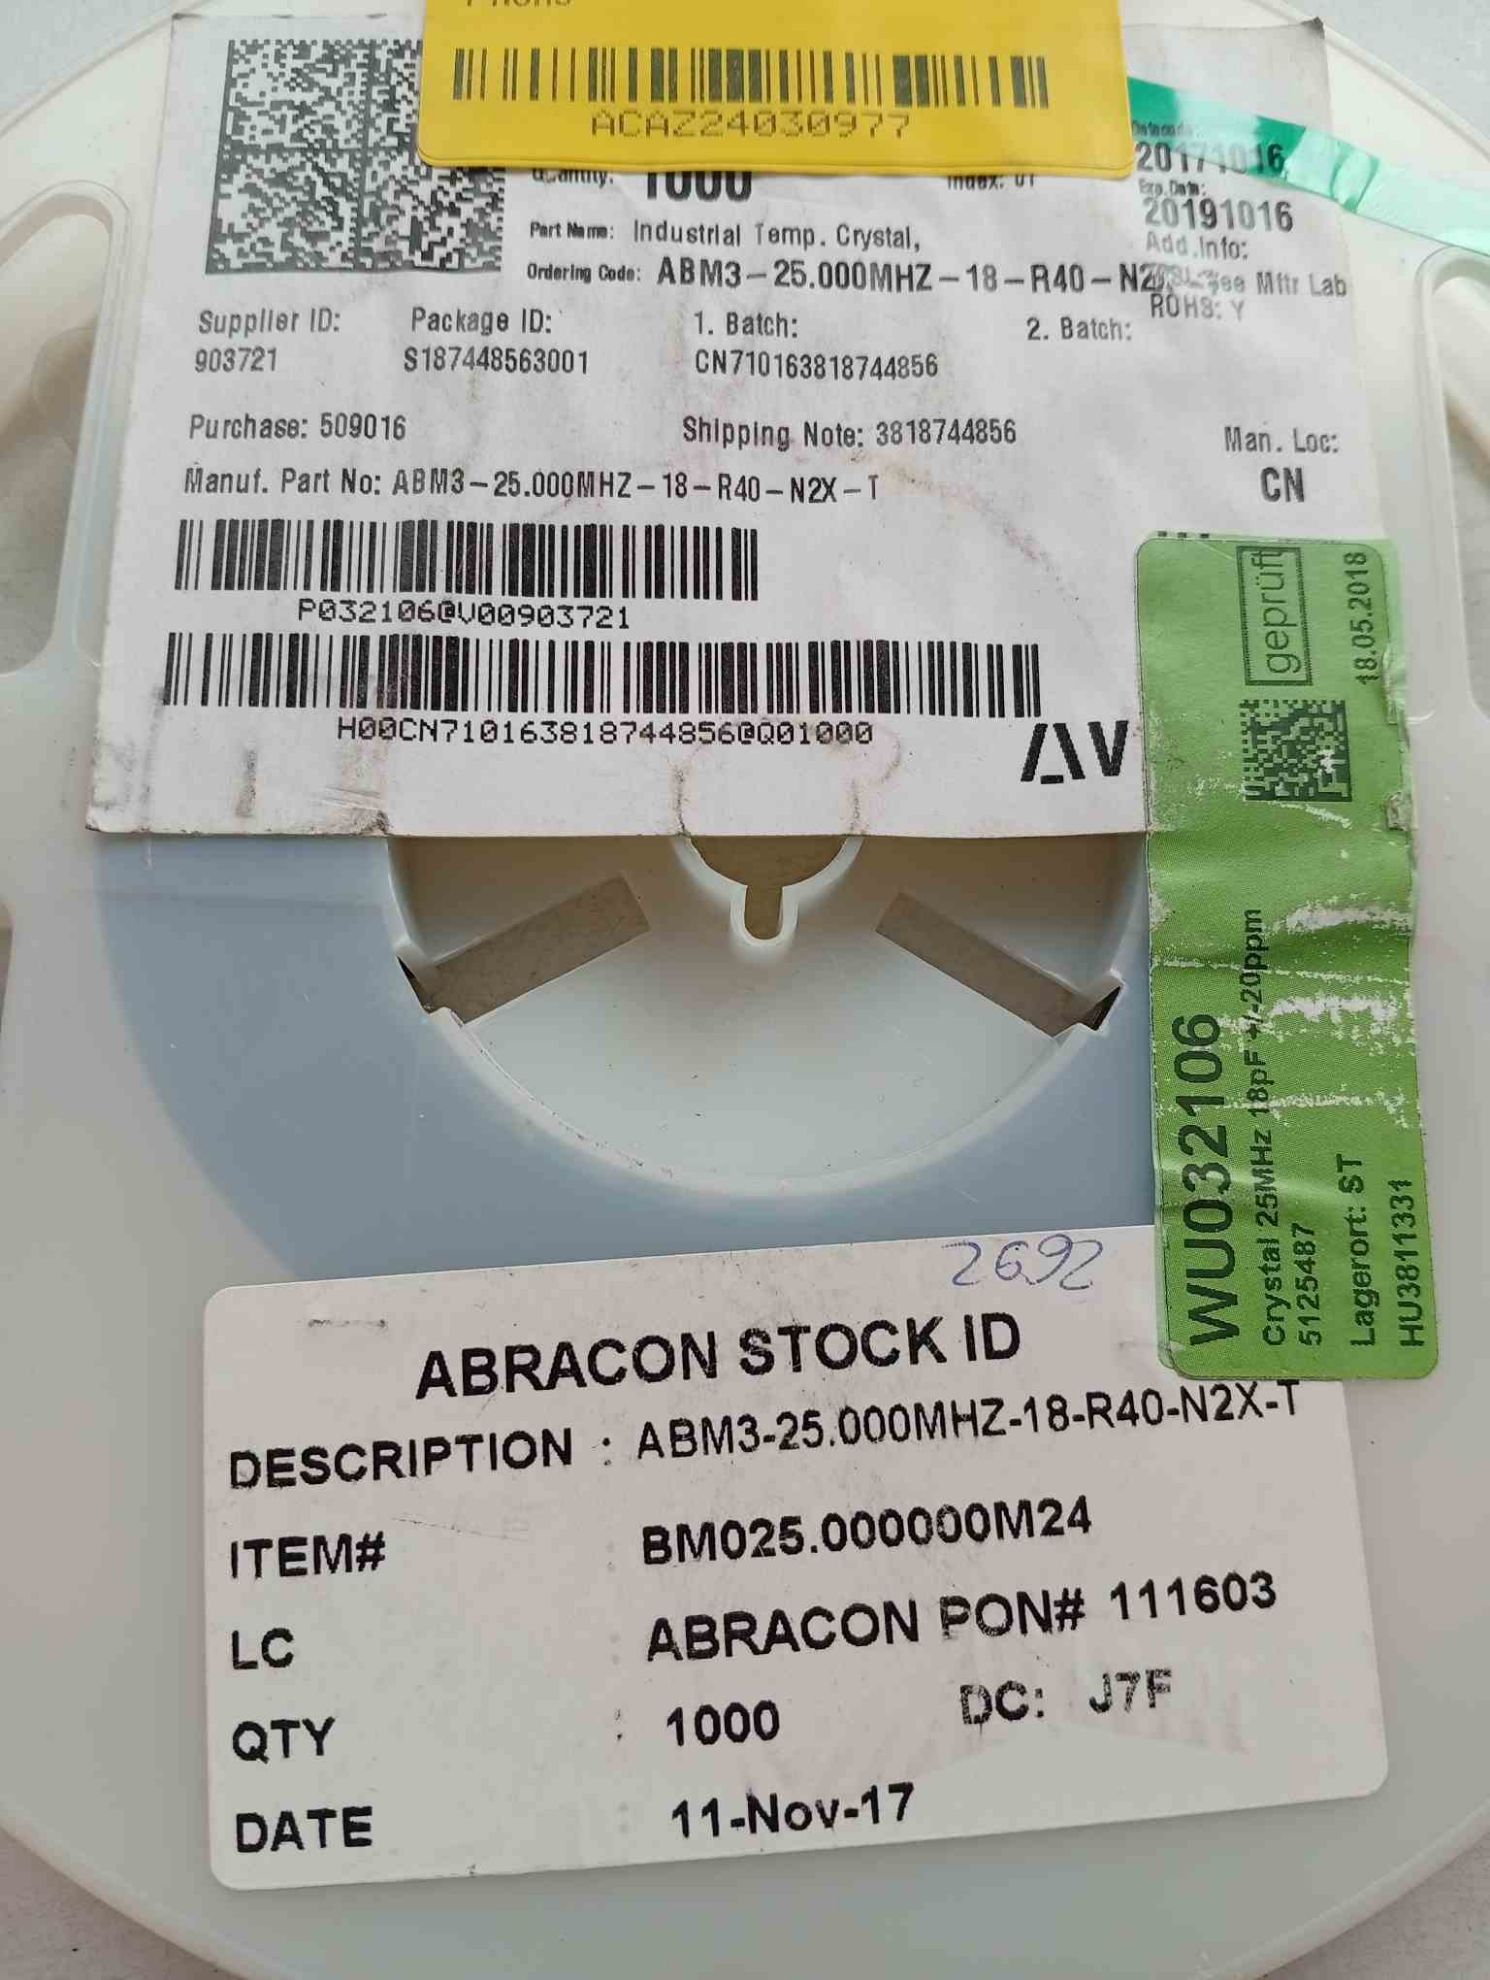 ACAZ24030977
Quantity: 1000
Index: 01
20171016
Exp. Date:
20191016
Part Name: Industrial Temp. Crystal,
Add.Info:
Ordering Code: ABM3-25.000MHZ-18-R40-N2
See Mftr Lab
ROHS: Y
Supplier ID: Package ID: 1. Batch: 2. Batch:
903721 S187448563001 CN710163818744856
Purchase: 509016 Shipping Note: 3818744856 Man. Loc:
CN
Manuf. Part No: ABM3-25.000MHZ-18-R40-N2X-T
P032106@V00903721
H00CN710163818744856@Q01000
AV
geprüft
18.05.2018
WU032106
Crystal 25MHz 18pF +/-20ppm
5125487
Lagerort: ST
HU3811331
2692
ABRACON STOCK ID
DESCRIPTION : ABM3-25.000MHZ-18-R40-N2X-T
ITEM# BM025.000000M24
LC : ABRACON PON# 111603
QTY : 1000 DC: J7F
DATE : 11-Nov-17